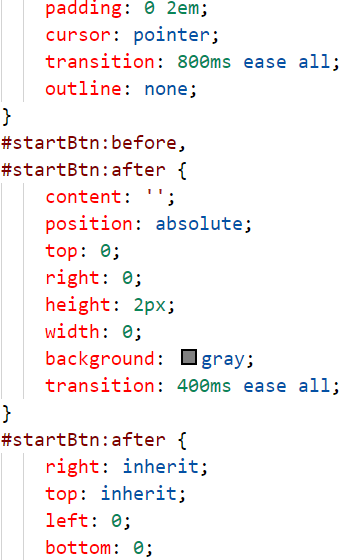 padding: 0 2em;
cursor: pointer;
transition: 800ms ease all;
outline: none;
}
#startBtn:before,
#startBtn:after {
content: '';
position: absolute;
top: 0;
right: 0;
height: 2px;
width: 0;
background: gray;
transition: 400ms ease all;
}
#startBtn:after {
right: inherit;
top: inherit;
left: 0;
bottom: 0;